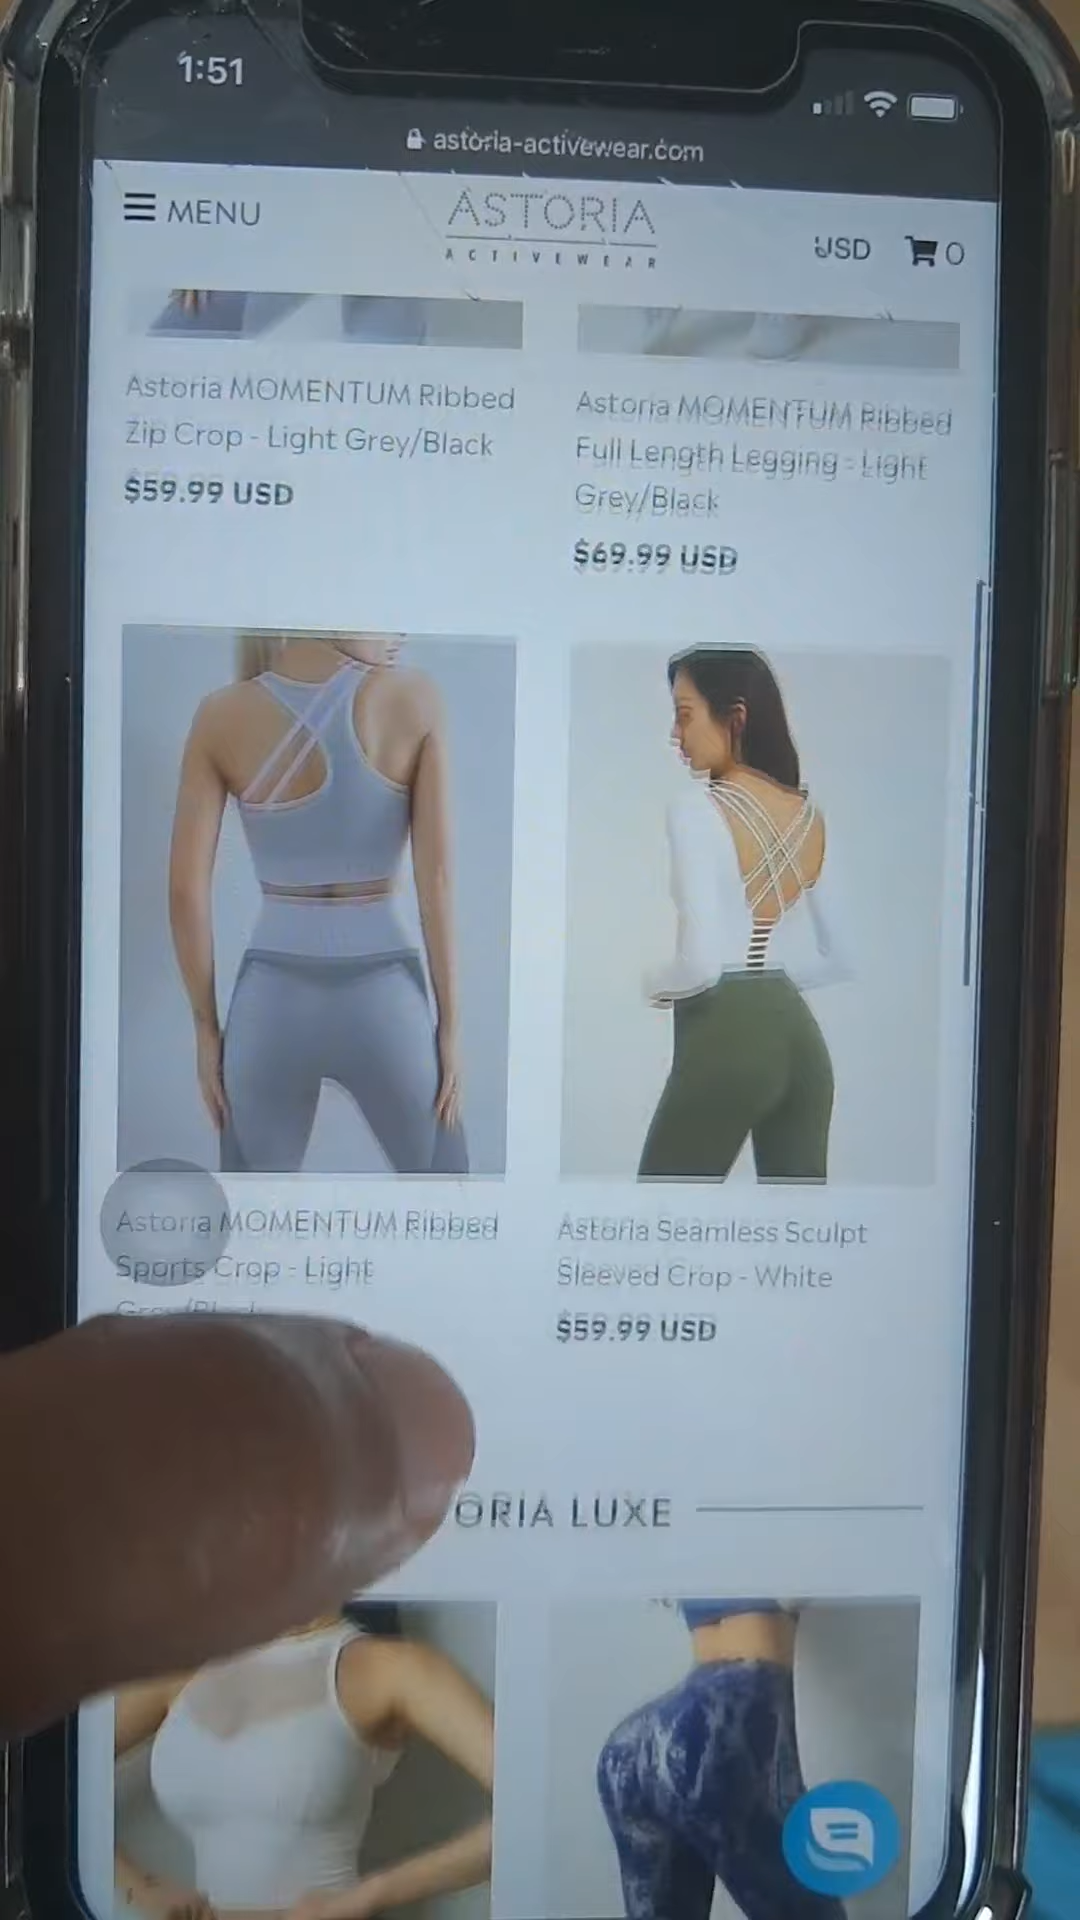 1:51
astoria-activewear.com
MENU
ASTORIA
ACTIVEWEAR
USD
0
Astoria MOMENTUM Ribbed
Zip Crop - Light Grey/Black
$59.99 USD
Astoria MOMENTUM Ribbed
Full Length Legging - Light
Grey/Black
$69.99 USD
Astoria MOMENTUM Ribbed
Sports Crop - Light
Astoria Seamless Sculpt
Sleeved Crop - White
$59.99 USD
ORIA LUXE